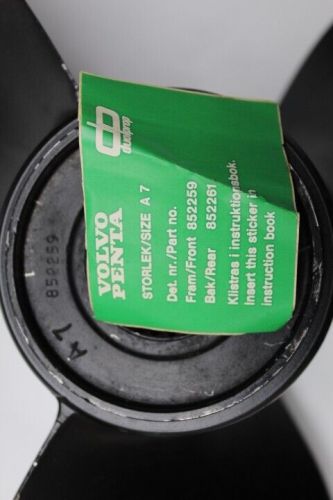 duoprop
VOLVO
PENTA
STORLEK/SIZE A 7
Det. nr./Part no.
Fram/Front 852259
Bak/Rear 852261
Klistras i instruktionsbok.
Insert this sticker in
instruction book
852259
A7